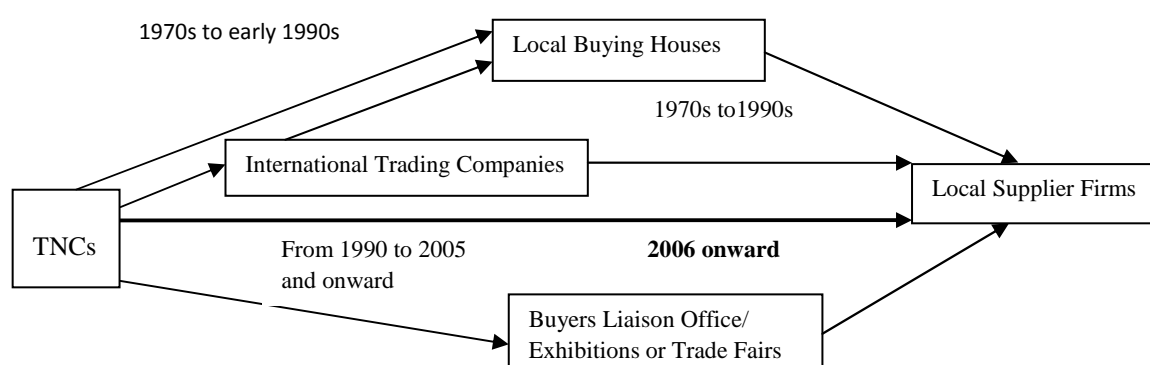 1970s to early 1990s
Local Buying Houses
1970s to1990s
International Trading Companies
Local Supplier Firms
TNCs
From 1990 to 2005
and onward
2006 onward
Buyers Liaison Office/
Exhibitions or Trade Fairs